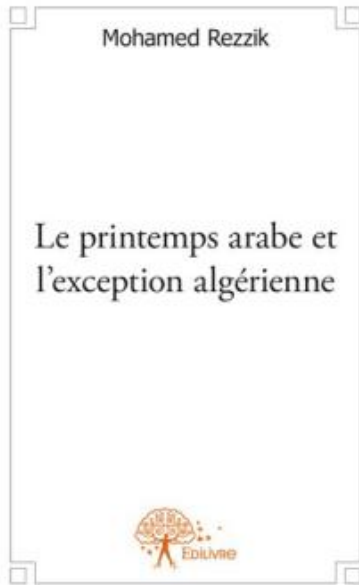 Mohamed Rezzik
Le printemps arabe et
l'exception algérienne
EDILIVRE